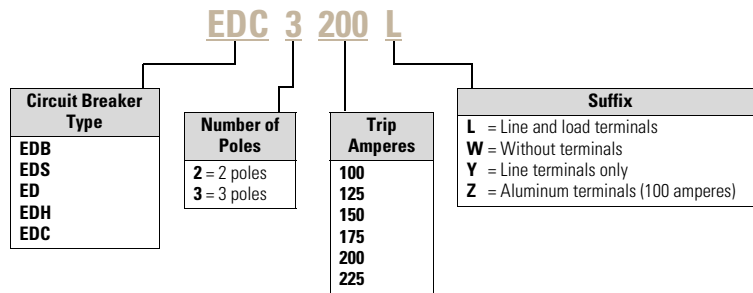 EDC 3 200 L
Circuit Breaker
Type
EDB
EDS
ED
EDH
EDC
Number of
Poles
2 = 2 poles
3 = 3 poles
Trip
Amperes
100
125
150
175
200
225
Suffix
L = Line and load terminals
W = Without terminals
Y = Line terminals only
Z = Aluminum terminals (100 amperes)